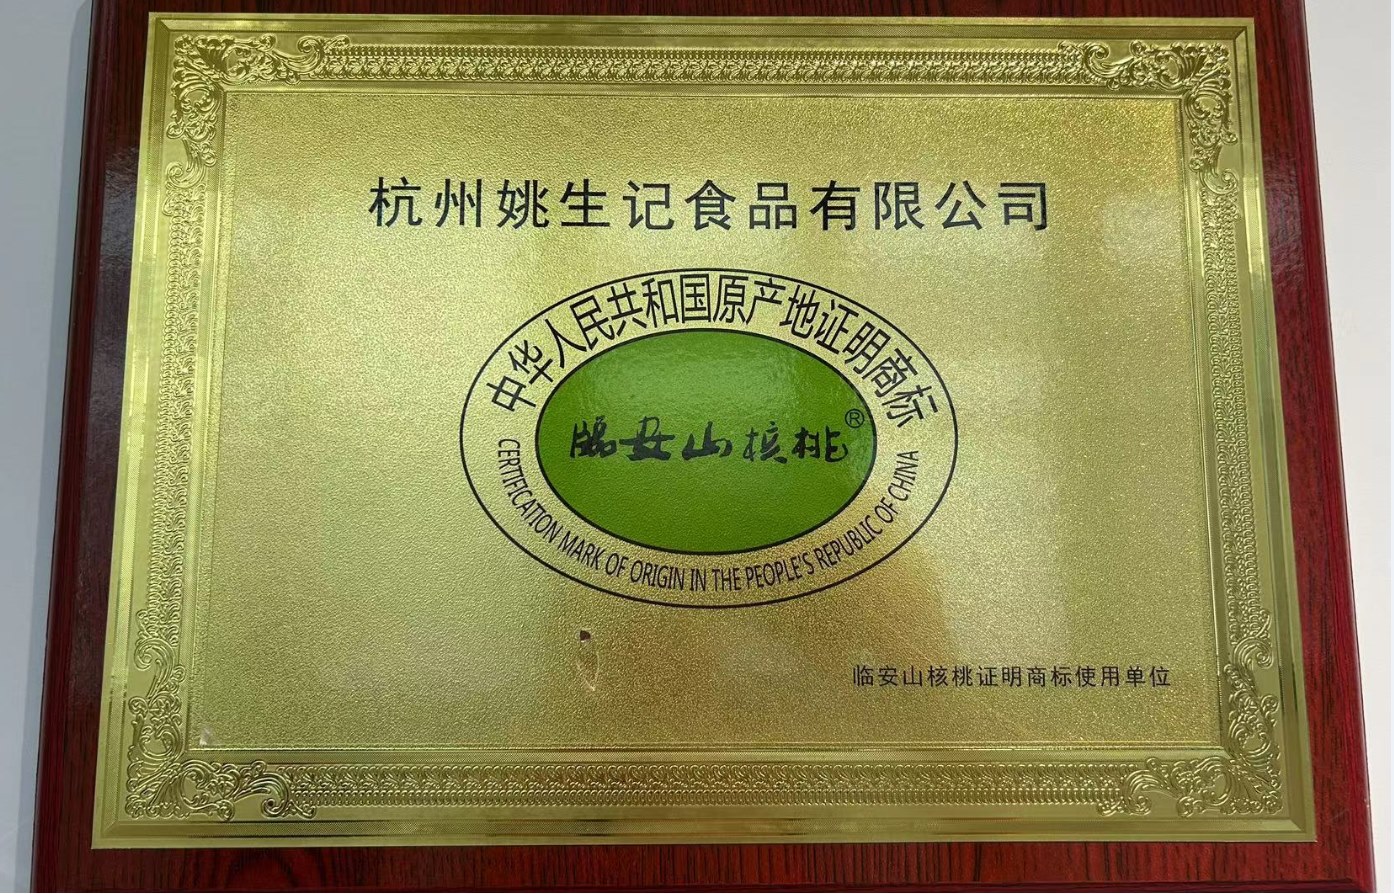 杭州姚生记食品有限公司
中华人民共和国原产地证明商标
临安山核桃®
CERTIFICATION MARK OF ORIGIN IN THE PEOPLE'S REPUBLIC OF CHINA
临安山核桃证明商标使用单位